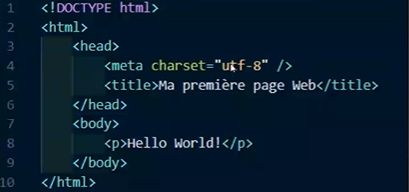 1 <!DOCTYPE html>
2 <html>
3 <head>
4 <meta charset="utf-8" />
5 <title>Ma première page Web</title>
6 </head>
7 <body>
8 <p>Hello World!</p>
9 </body>
10 </html>